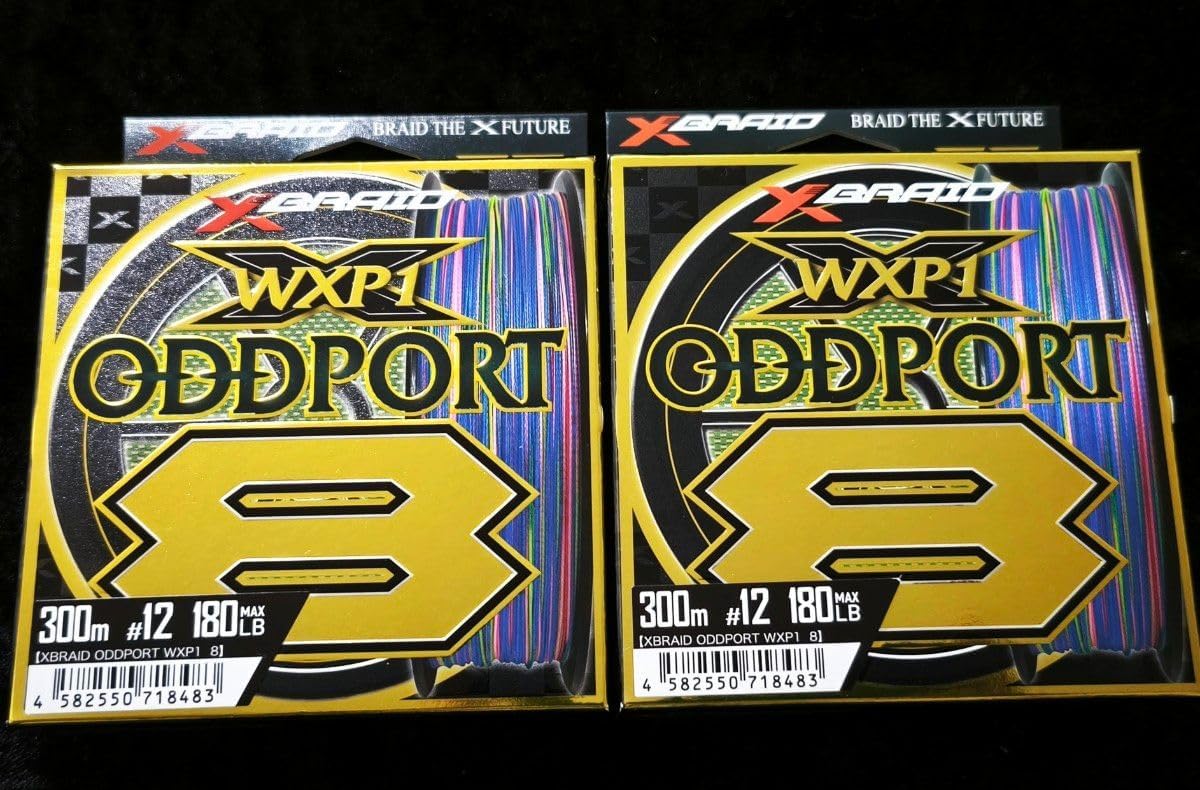 XBRAID BRAID THE X FUTURE
XBRAID
WXP1
ODDPORT
8
300m #12 180 MAX LB
【XBRAID ODDPORT WXP1 8】
4 582550 718483
XBRAID BRAID THE X FUTURE
XBRAID
WXP1
ODDPORT
8
300m #12 180 MAX LB
【XBRAID ODDPORT WXP1 8】
4 582550 718483